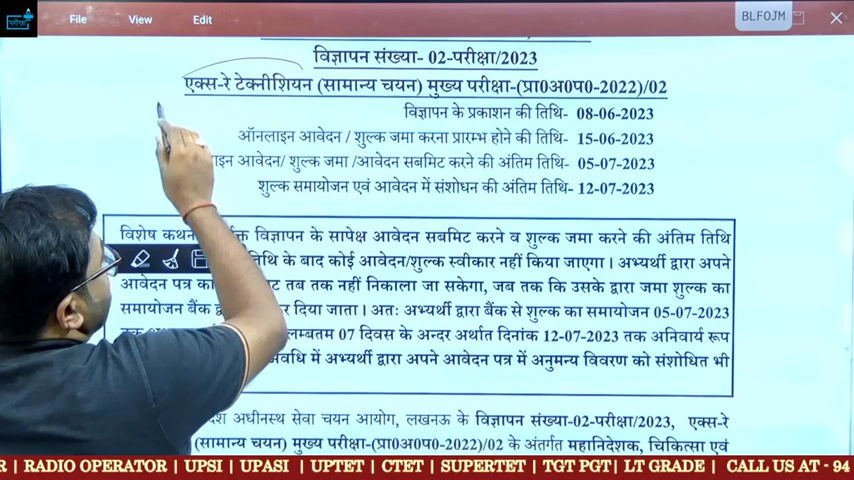 परीक्षा
File View Edit
BLFOJM
विज्ञापन संख्या- 02-परीक्षा/2023
एक्स-रे टेक्नीशियन (सामान्य चयन) मुख्य परीक्षा-(प्रा0अ0प0-2022)/02
विज्ञापन के प्रकाशन की तिथि- 08-06-2023
ऑनलाइन आवेदन / शुल्क जमा करना प्रारम्भ होने की तिथि- 15-06-2023
आवेदन/ शुल्क जमा /आवेदन सबमिट करने की अंतिम तिथि- 05-07-2023
शुल्क समायोजन एवं आवेदन में संशोधन की अंतिम तिथि- 12-07-2023
विशेष विज्ञापन के सापेक्ष आवेदन सबमिट करने व शुल्क जमा करने की अंतिम तिथि
तिथि के बाद कोई आवेदन/शुल्क स्वीकार नहीं किया जाएगा। अभ्यर्थी द्वारा अपने
आवेदन पत्र का तब तक नहीं निकाला जा सकेगा, जब तक कि उसके द्वारा जमा शुल्क का
समायोजन बैंक दिया जाता। अतः अभ्यर्थी द्वारा बैंक से शुल्क का समायोजन 05-07-2023
07 दिवस के अन्दर अर्थात दिनांक 12-07-2023 तक अनिवार्य रूप
में अभ्यर्थी द्वारा अपने आवेदन पत्र में अनुमन्य विवरण को संशोधित भी
अधीनस्थ सेवा चयन आयोग, लखनऊ के विज्ञापन संख्या-02-परीक्षा/2023, एक्स-रे
(सामान्य चयन) मुख्य परीक्षा-(प्रा0अ0प0-2022)/02 के अंतर्गत महानिदेशक, चिकित्सा एवं
R | RADIO OPERATOR | UPSI | UPASI | UPTET | CTET | SUPERTET | TGT PGT| LT GRADE | CALL US AT - 94